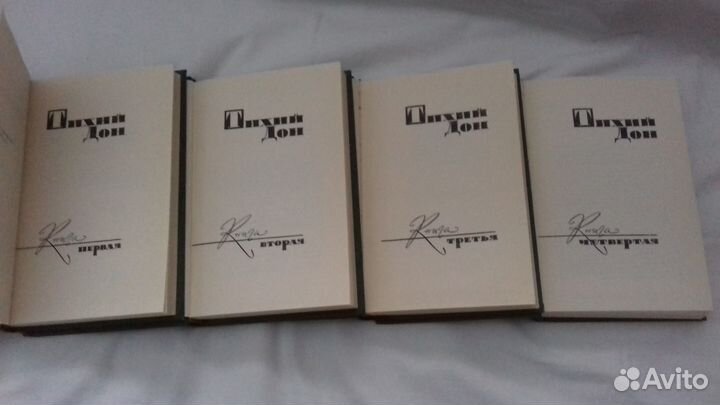 Тихий
Дон
Книга
первая
Тихий
Дон
Книга
вторая
Тихий
Дон
Книга
третья
Тихий
Дон
Книга
четвертая
Avito